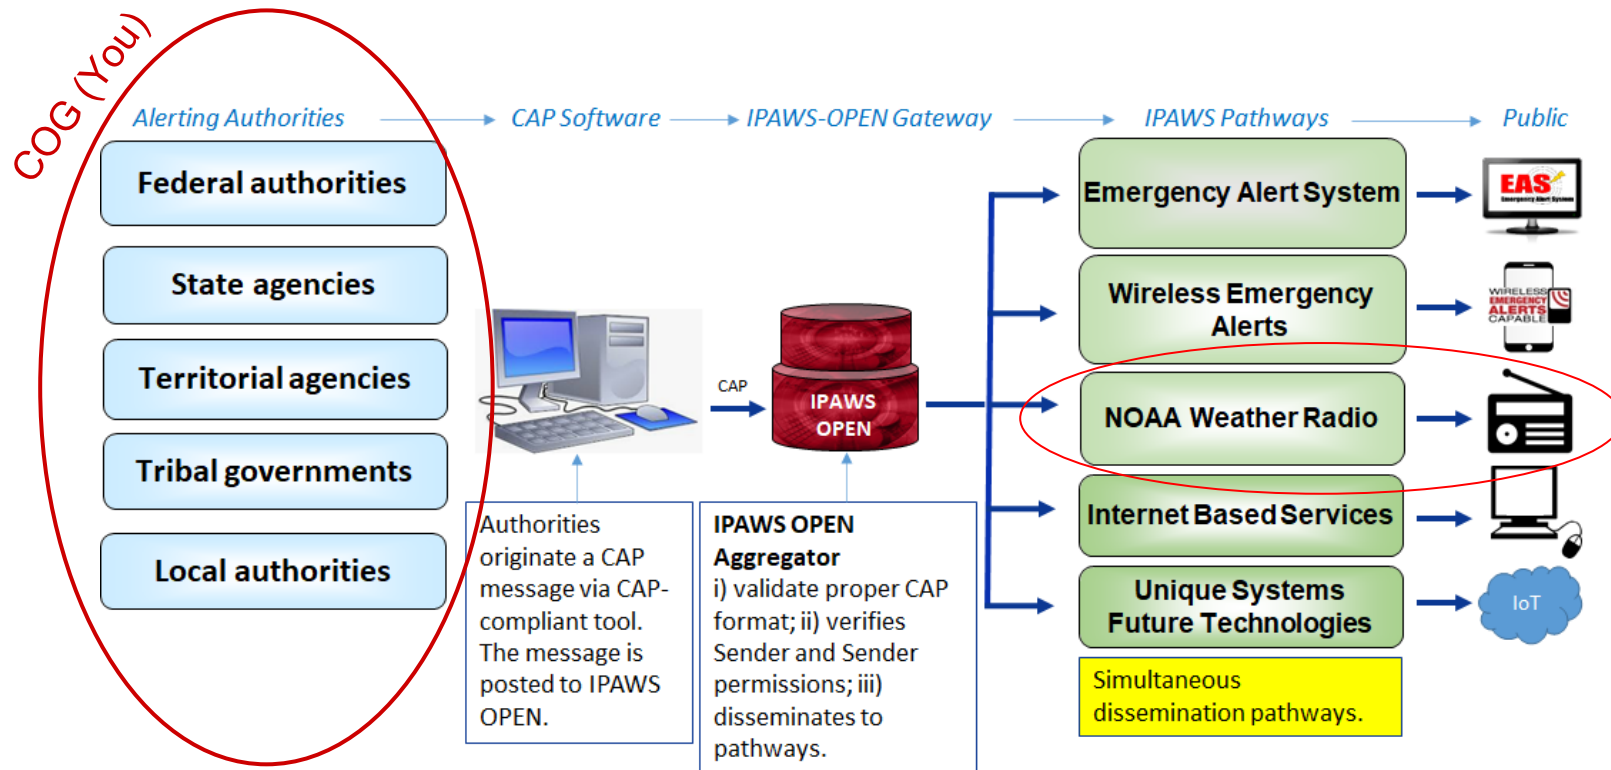 COG (You)
Alerting Authorities
CAP Software
IPAWS-OPEN Gateway
IPAWS Pathways
Public
Federal authorities
State agencies
Territorial agencies
Tribal governments
Local authorities
CAP
IPAWS
OPEN
Authorities
originate a CAP
message via CAP-
compliant tool.
The message is
posted to IPAWS
OPEN.
IPAWS OPEN
Aggregator
i) validate proper CAP
format; ii) verifies
Sender and Sender
permissions; iii)
disseminates to
pathways.
Emergency Alert System
Wireless Emergency
Alerts
NOAA Weather Radio
Internet Based Services
Unique Systems
Future Technologies
Simultaneous
dissemination pathways.
EAS
Emergency Alert System
WIRELESS
EMERGENCY
ALERTS
CAPABLE
IoT